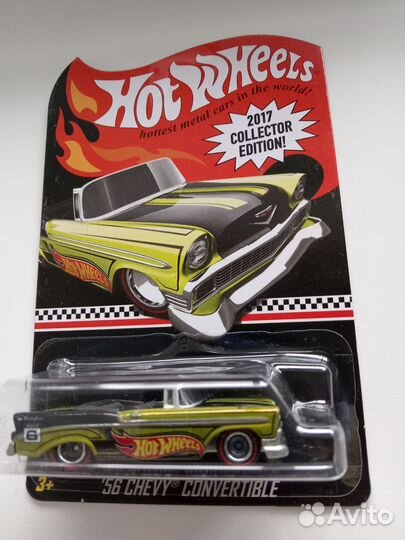 Hot Wheels
hottest metal cars in the world!
2017
COLLECTOR
EDITION!
HOT WHEELS
6
HOT WHEELS
'56 CHEVY® CONVERTIBLE
3+
Avito